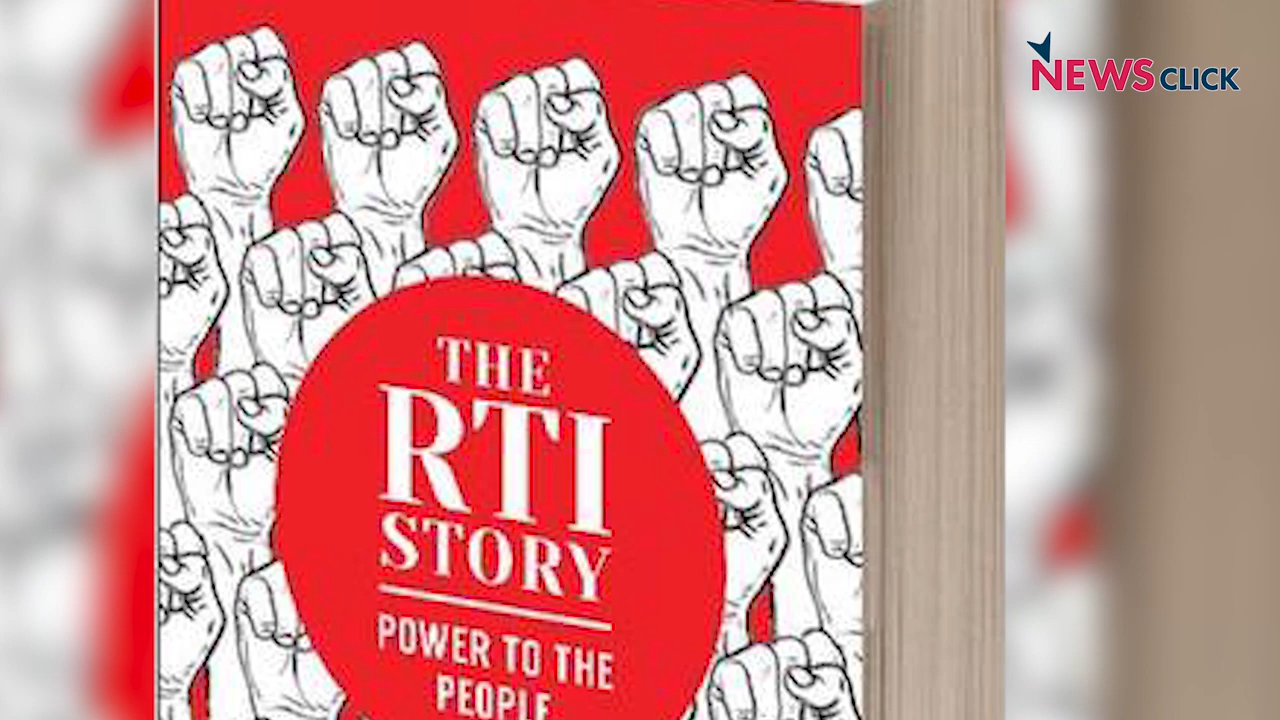 NEWSCLICK
THE
RTI
STORY
POWER TO THE
PEOPLE